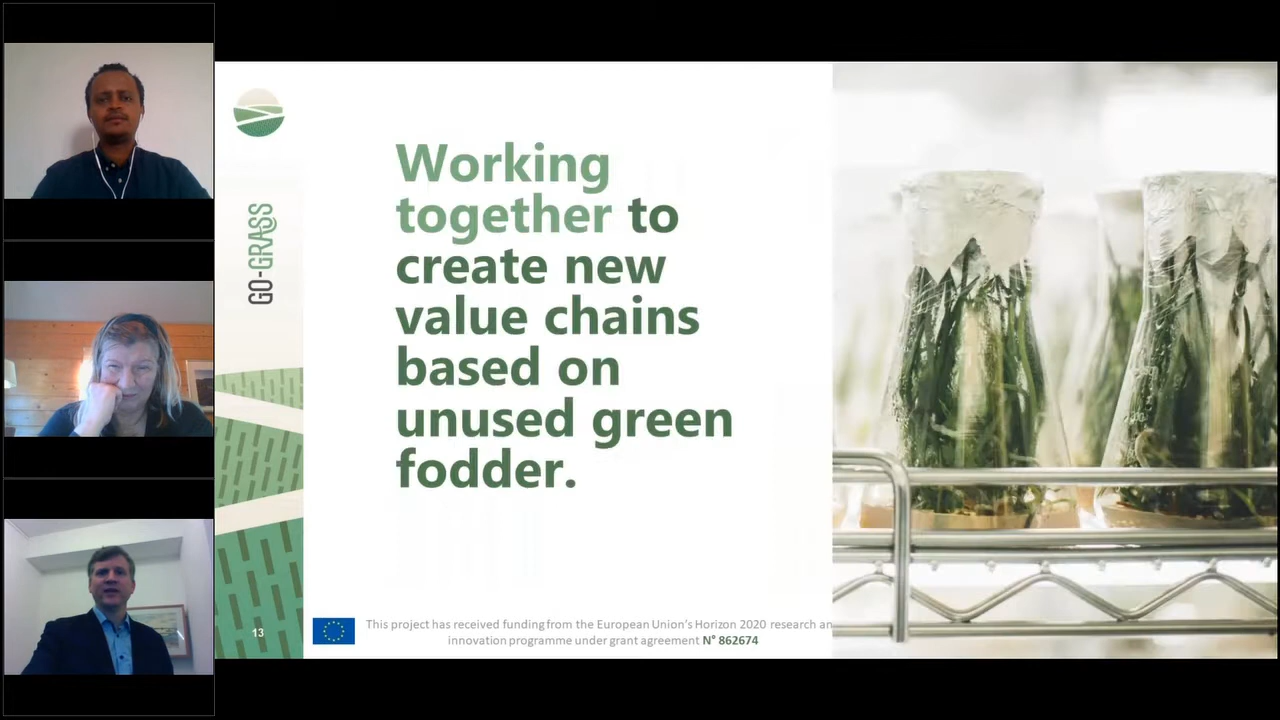 GO-GRASS
Working
together to
create new
value chains
based on
unused green
fodder.
13
This project has received funding from the European Union's Horizon 2020 research an
innovation programme under grant agreement N° 862674